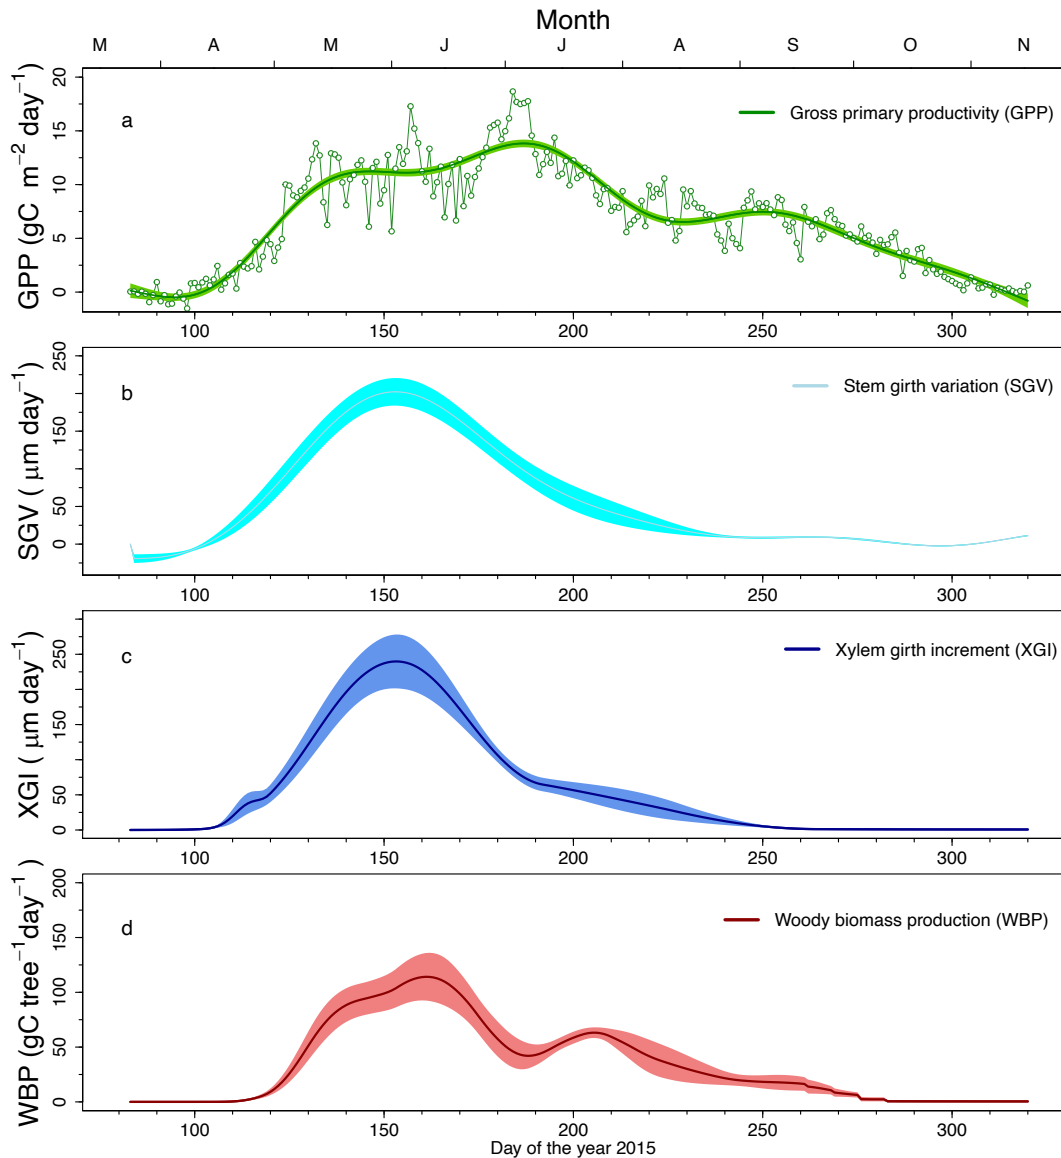 Month
M A M J J A S O N
a
Gross primary productivity (GPP)
GPP (gC m−2 day−1)
0 5 10 15 20
100 150 200 250 300
b
Stem girth variation (SGV)
SGV ( μm day−1)
0 50 150 250
100 150 200 250 300
c
Xylem girth increment (XGI)
XGI ( μm day−1)
0 50 150 250
100 150 200 250 300
d
Woody biomass production (WBP)
WBP (gC tree−1day−1)
0 50 100 150 200
100 150 200 250 300
Day of the year 2015